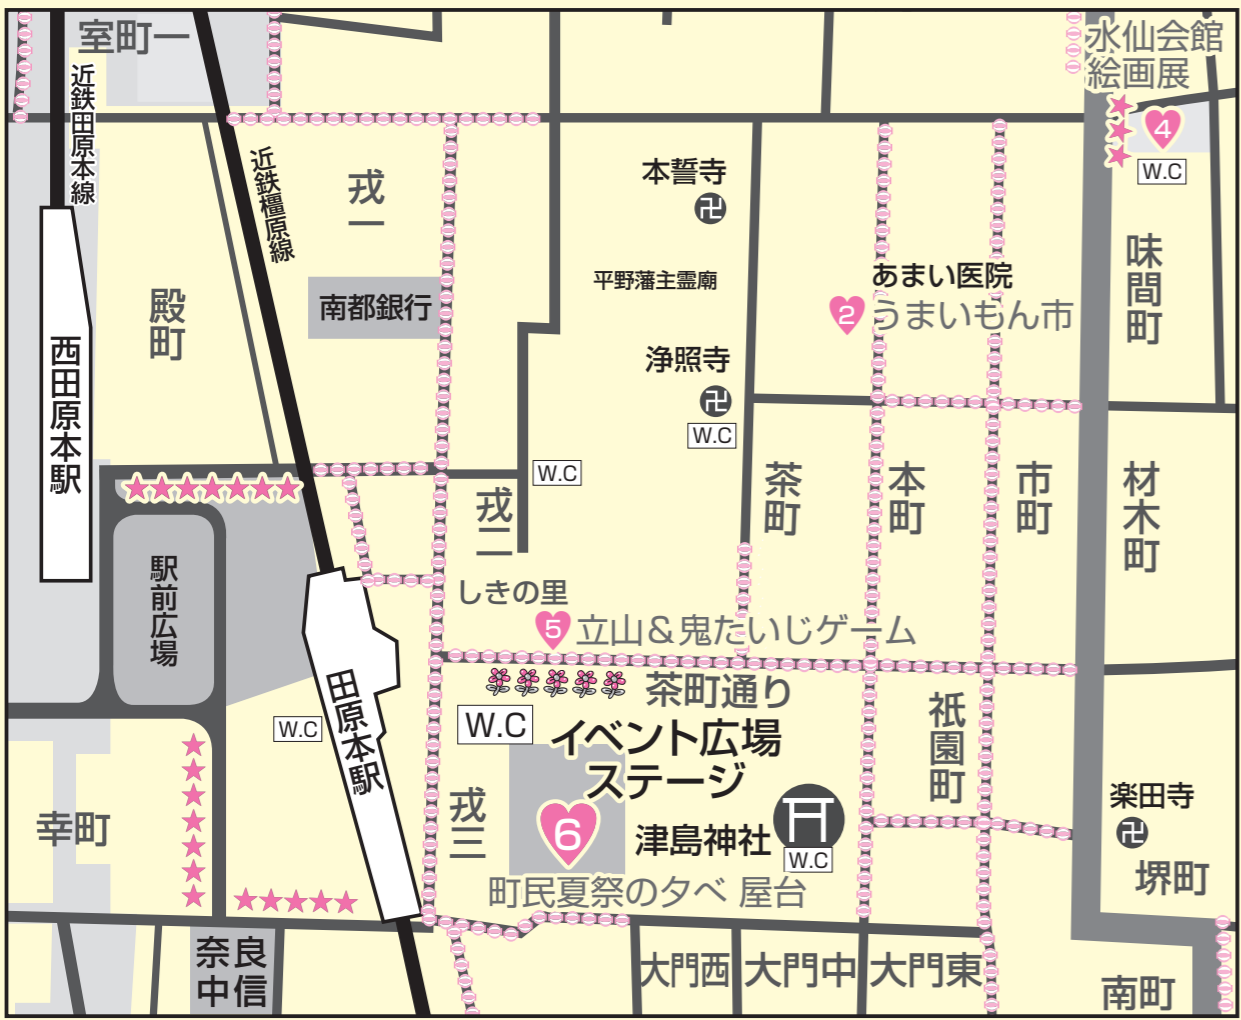 室町一
水仙会館
絵画展
4
W.C
近鉄田原本線
近鉄橿原線
戎一
本誓寺
卍
平野藩主霊廟
味間町
あまい医院
2
うまいもん市
殿町
南都銀行
浄照寺
卍
W.C
西田原本駅
W.C
戎二
茶町
本町
市町
材木町
駅前広場
しきの里
5
立山&鬼たいじゲーム
茶町通り
田原本駅
W.C
W.C
イベント広場
ステージ
祇園町
戎三
6
津島神社
W.C
楽田寺
卍
幸町
町民夏祭の夕べ 屋台
堺町
奈良
中信
大門西
大門中
大門東
南町